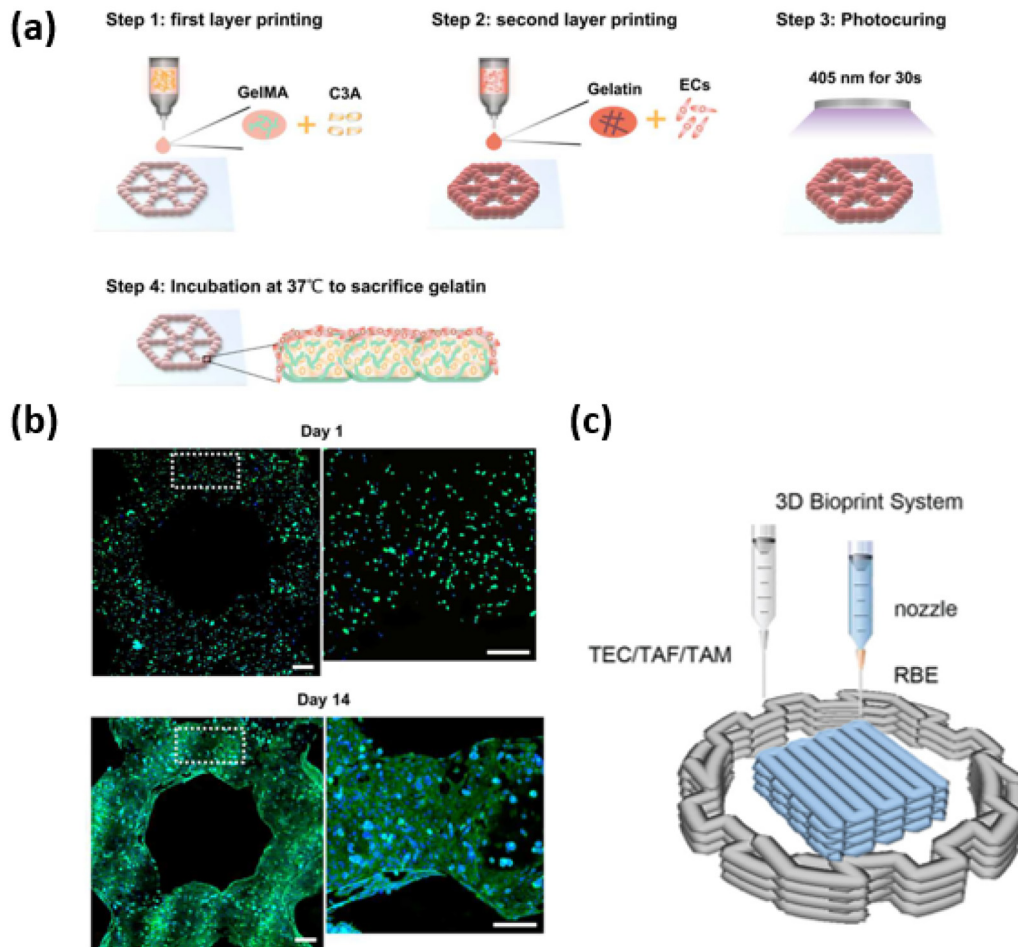 (a)
Step 1: first layer printing
GelMA
C3A
Step 2: second layer printing
Gelatin
ECs
Step 3: Photocuring
405 nm for 30s
Step 4: Incubation at 37℃ to sacrifice gelatin
(b)
Day 1
Day 14
(c)
3D Bioprint System
nozzle
TEC/TAF/TAM
RBE